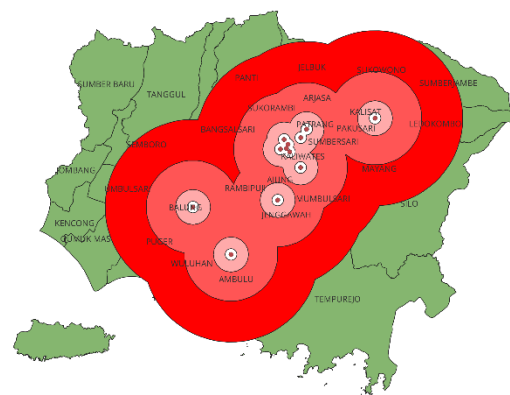 JELBUK
SUKOWONO
PANTI
SUMBER BARU
SUMBERJAMBE
TANGGUL
ARJASA
SUKORAMBI
KALISAT
LEDOKOMBO
PATRANG
PAKUSARI
BANGSALSARI
SUMBERSARI
SEMBORO
KALIWATES
MAYANG
JOMBANG
AJUNG
UMBULSARI
RAMBIPUJI
MUMBULSARI
SILO
BALUNG
JENGGAWAH
KENCONG
GUMUK MAS
PUGER
WULUHAN
AMBULU
TEMPUREJO